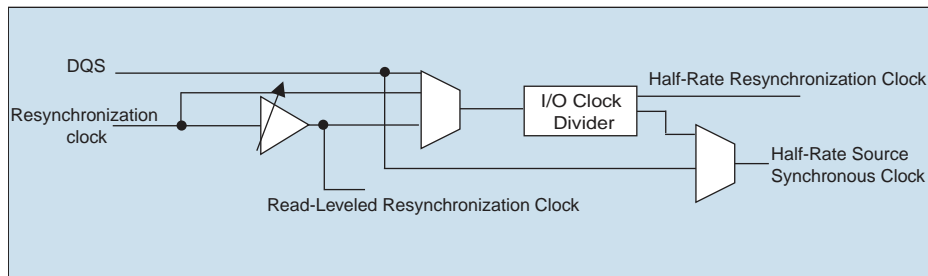 DQS
Half-Rate Resynchronization Clock
Resynchronization
clock
I/O Clock
Divider
Half-Rate Source
Synchronous Clock
Read-Leveled Resynchronization Clock